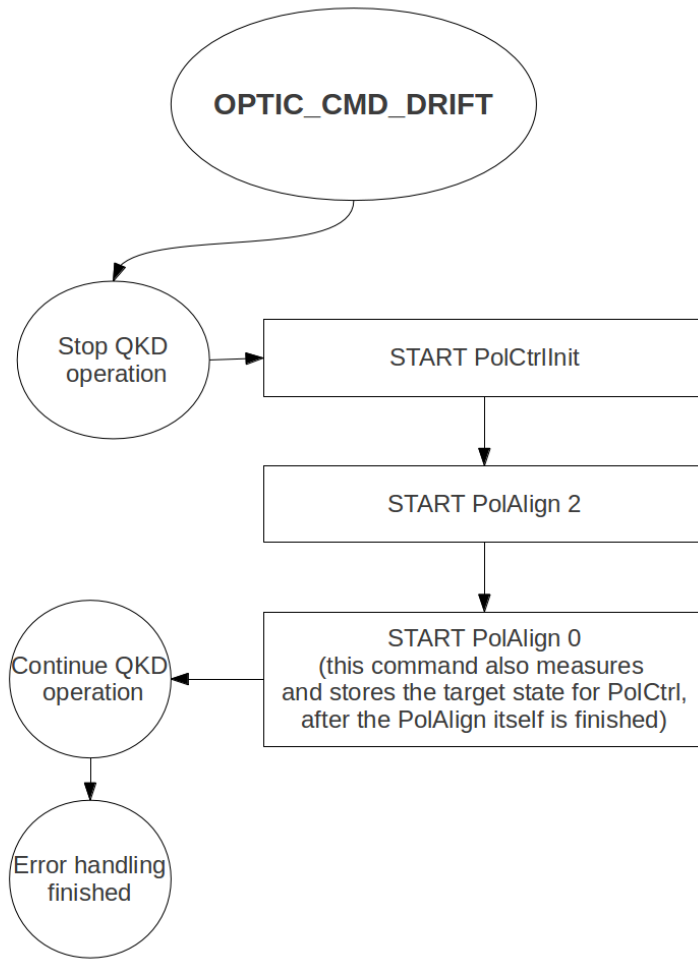 OPTIC_CMD_DRIFT
Stop QKD
operation
START PolCtrlInit
START PolAlign 2
START PolAlign 0
(this command also measures
and stores the target state for PolCtrl,
after the PolAlign itself is finished)
Continue QKD
operation
Error handling
finished